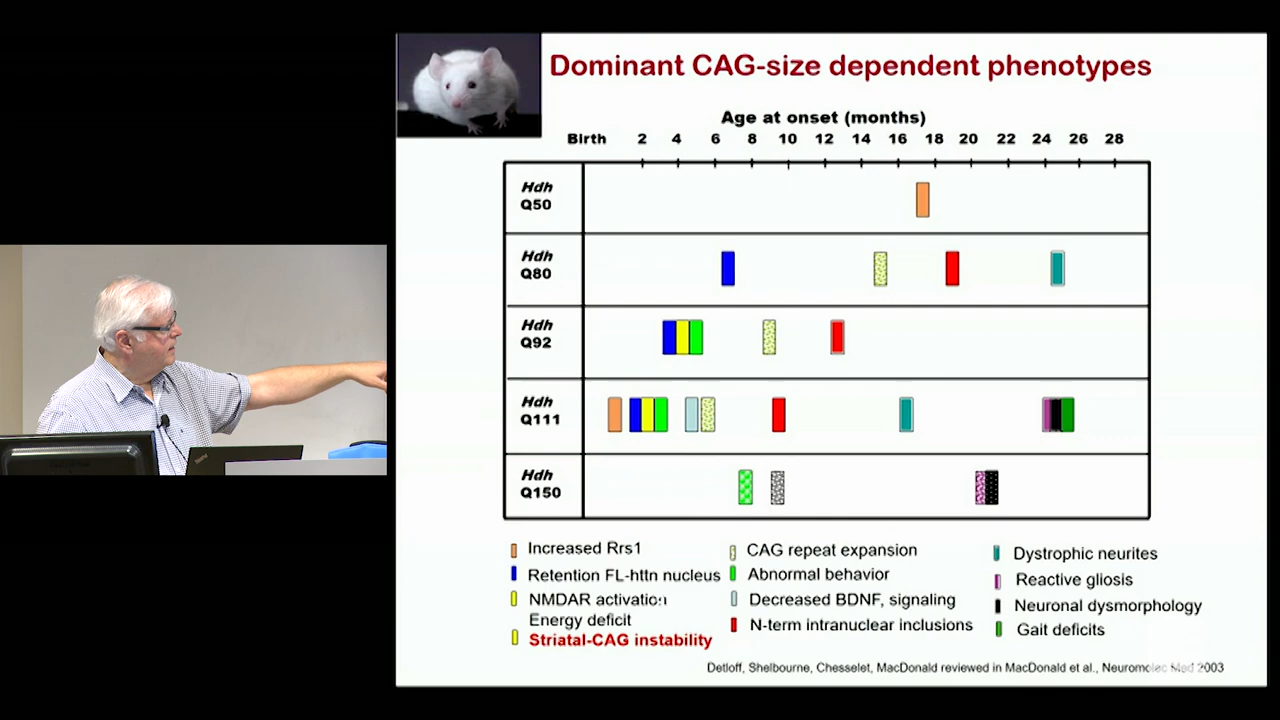 Dominant CAG-size dependent phenotypes
Age at onset (months)
Birth 2 4 6 8 10 12 14 16 18 20 22 24 26 28
Hdh
Q50
Hdh
Q80
Hdh
Q92
Hdh
Q111
Hdh
Q150
Increased Rrs1
Retention FL-httn nucleus
NMDAR activation
Energy deficit
Striatal-CAG instability
CAG repeat expansion
Abnormal behavior
Decreased BDNF, signaling
N-term intranuclear inclusions
Dystrophic neurites
Reactive gliosis
Neuronal dysmorphology
Gait deficits
Detloff, Shelbourne, Chesselet, MacDonald reviewed in MacDonald et al., Neuromolec Med 2003